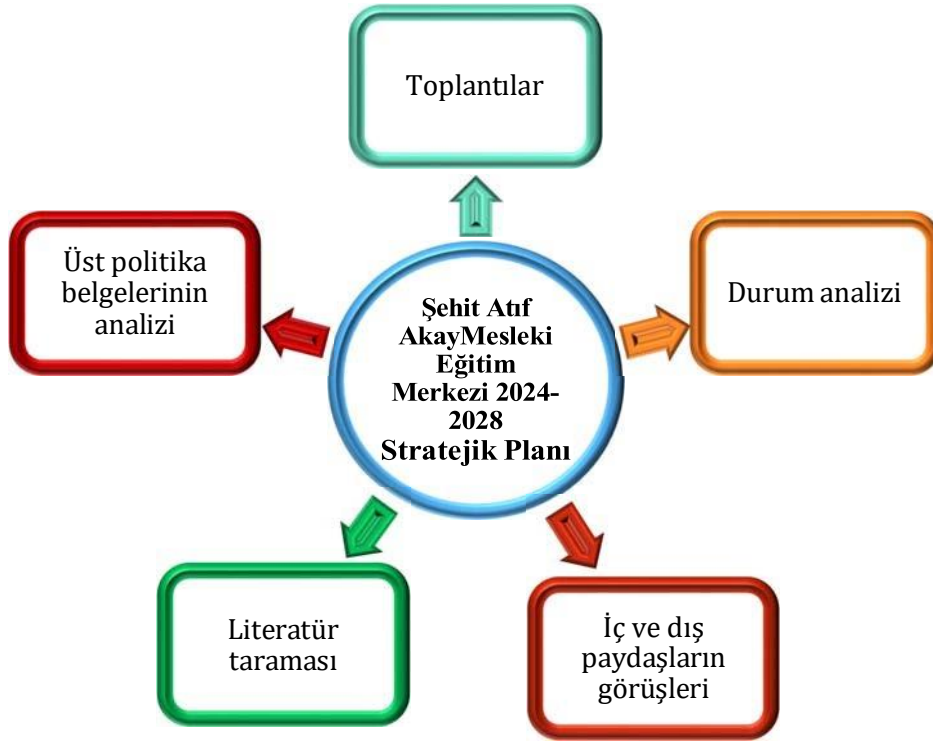 Toplantılar
Üst politika
belgelerinin
analizi
Şehit Atıf
AkayMesleki
Eğitim
Merkezi 2024-
2028
Stratejik Planı
Durum analizi
Literatür
taraması
İç ve dış
paydaşların
görüşleri